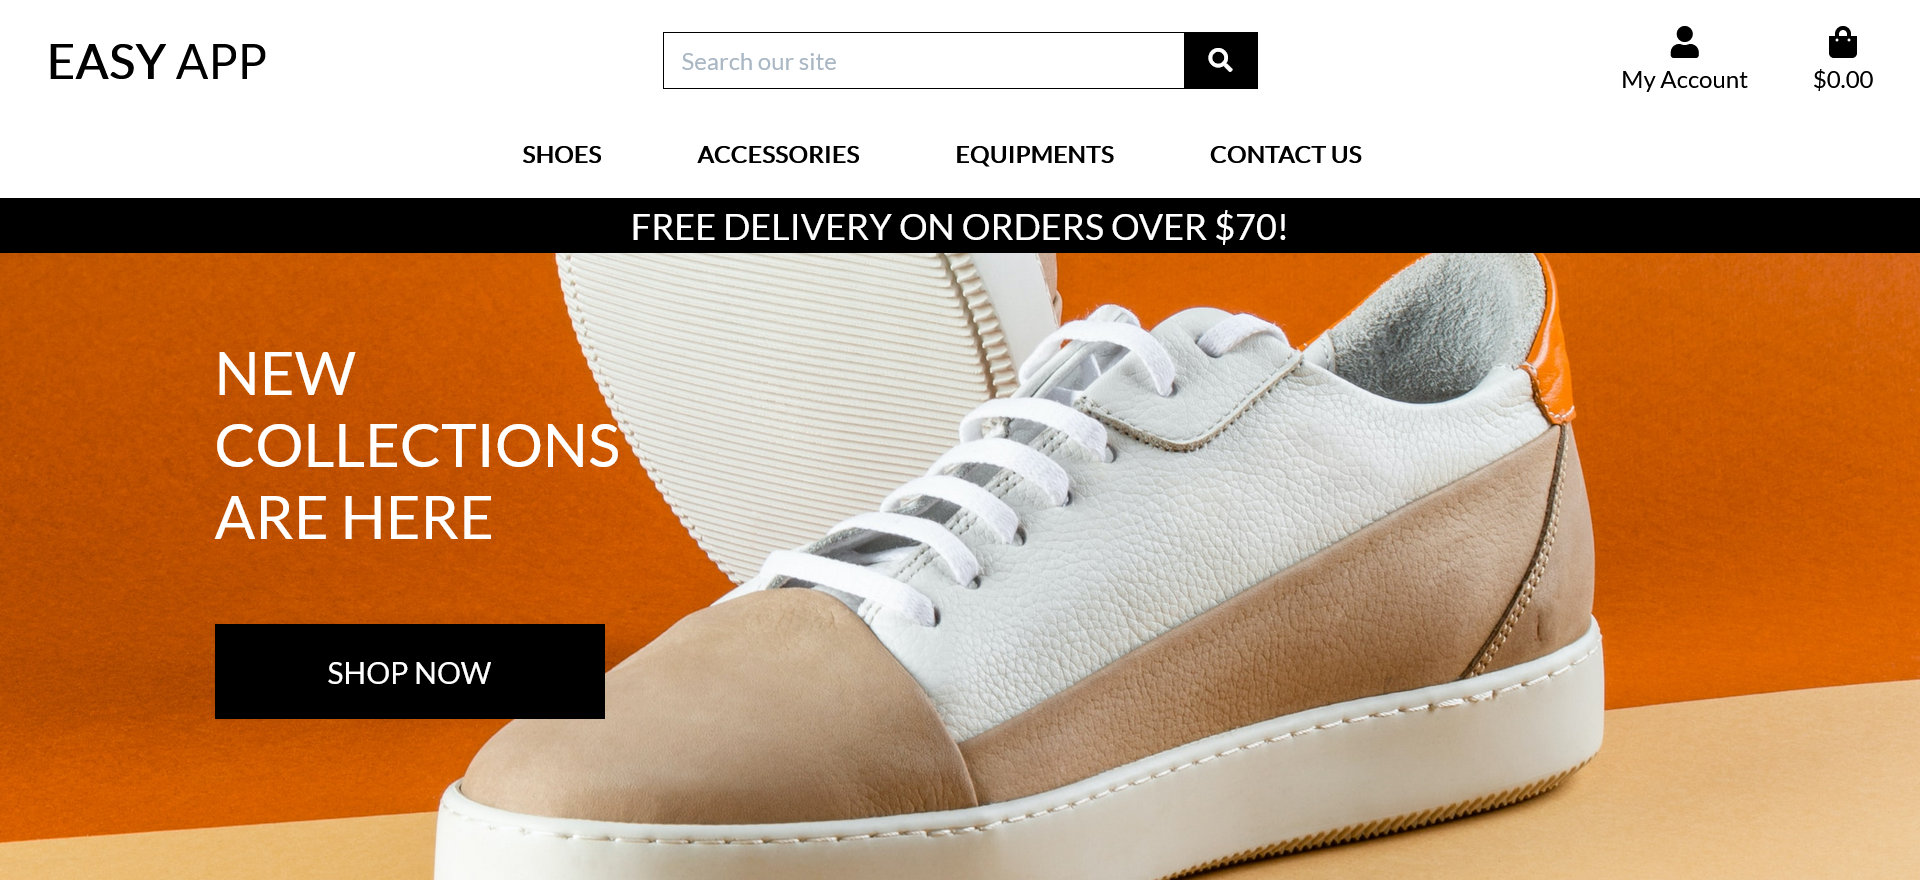 EASY APP
Search our site
My Account
$0.00
SHOES
ACCESSORIES
EQUIPMENTS
CONTACT US
FREE DELIVERY ON ORDERS OVER $70!
NEW
COLLECTIONS
ARE HERE
SHOP NOW